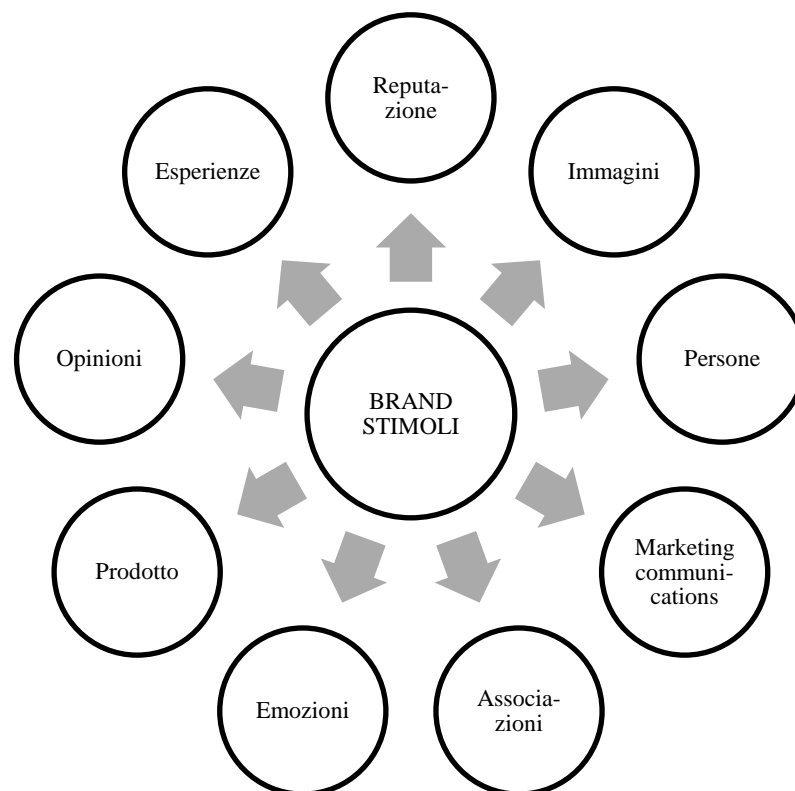 Reputa-
zione
Esperienze
Immagini
Opinioni
Persone
BRAND
STIMOLI
Prodotto
Marketing
communi-
cations
Emozioni
Associa-
zioni